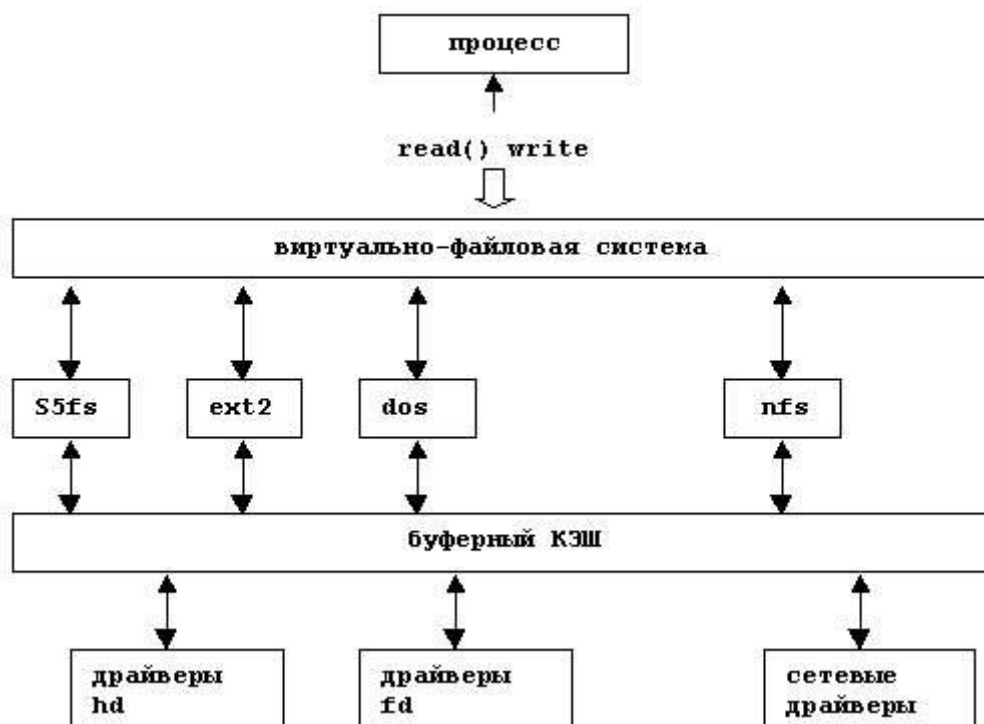 процесс
read() write
виртуально-файловая система
S5fs
ext2
dos
nfs
буферный КЭШ
драйверы
hd
драйверы
fd
сетевые
драйверы